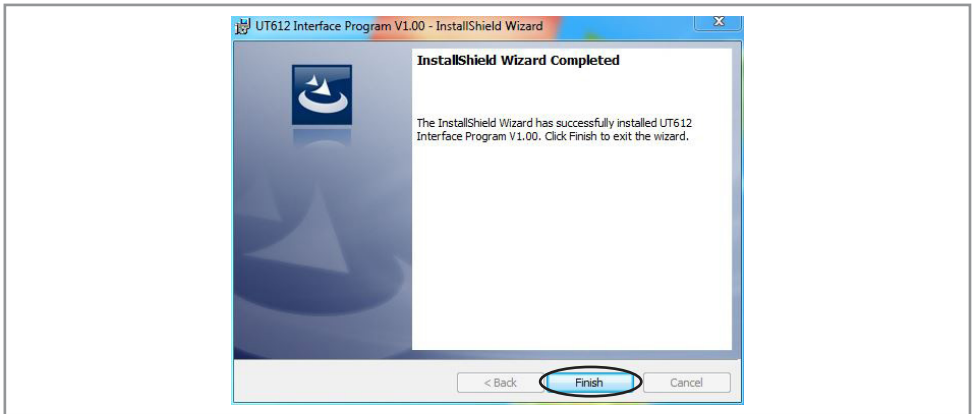 UT612 Interface Program V1.00 - InstallShield Wizard
X
InstallShield Wizard Completed
The InstallShield Wizard has successfully installed UT612
Interface Program V1.00. Click Finish to exit the wizard.
< Back Finish Cancel